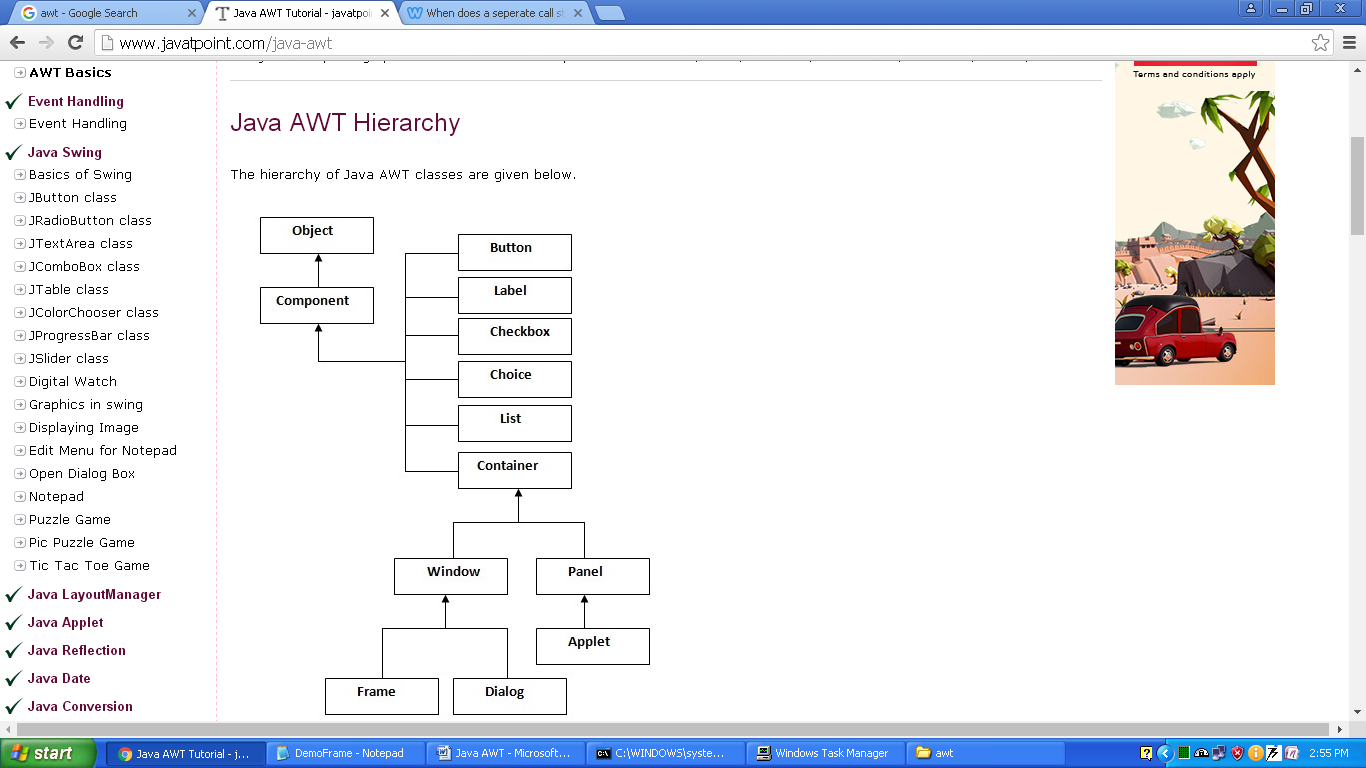 awt - Google Search
Java AWT Tutorial - javatpoi
When does a seperate call st
www.javatpoint.com/java-awt
AWT Basics
Event Handling
Event Handling
Java Swing
Basics of Swing
JButton class
JRadioButton class
JTextArea class
JComboBox class
JTable class
JColorChooser class
JProgressBar class
JSlider class
Digital Watch
Graphics in swing
Displaying Image
Edit Menu for Notepad
Open Dialog Box
Notepad
Puzzle Game
Pic Puzzle Game
Tic Tac Toe Game
Java LayoutManager
Java Applet
Java Reflection
Java Date
Java Conversion
Java AWT Hierarchy
The hierarchy of Java AWT classes are given below.
Object
Component
Button
Label
Checkbox
Choice
List
Container
Window
Panel
Applet
Frame
Dialog
Terms and conditions apply
start
Java AWT Tutorial - j...
DemoFrame - Notepad
Java AWT - Microsoft...
C:\WINDOWS\syste...
Windows Task Manager
awt
2:55 PM